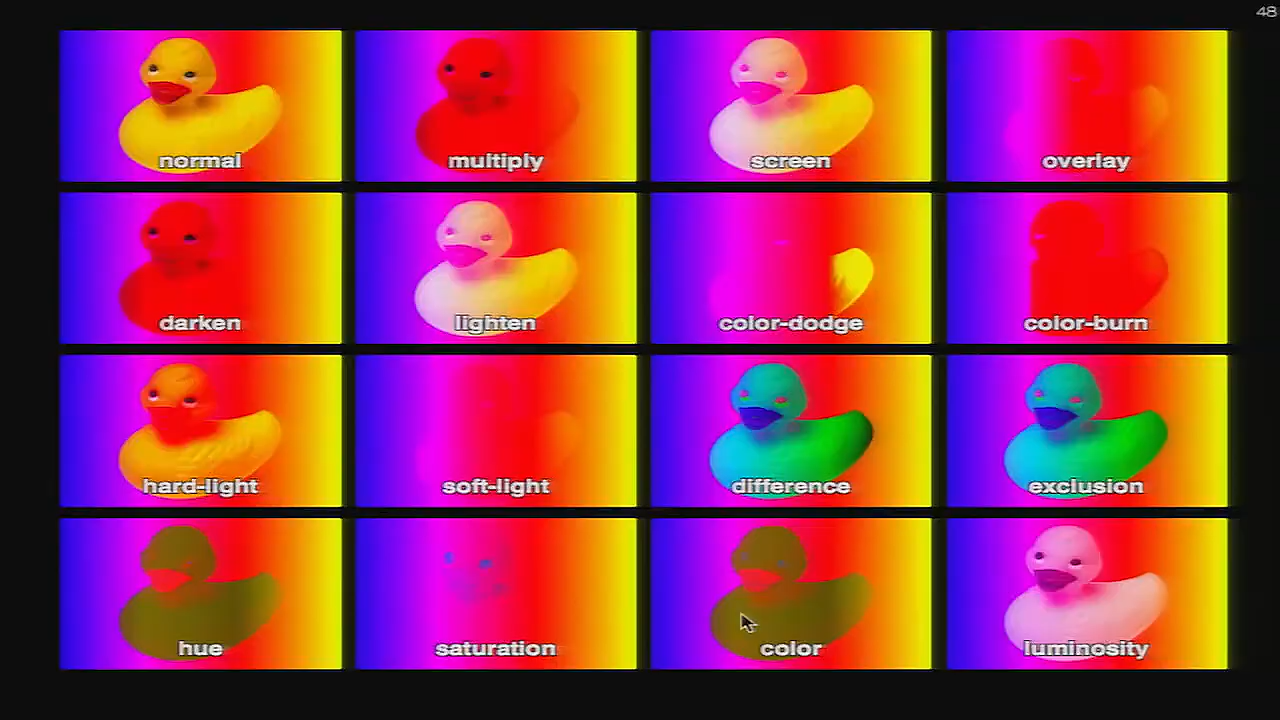 48
normal
multiply
screen
overlay
darken
lighten
color-dodge
color-burn
hard-light
soft-light
difference
exclusion
hue
saturation
color
luminosity